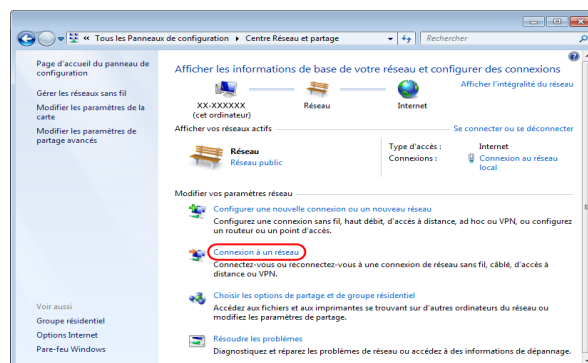 « Tous les Panneaux de configuration ▸ Centre Réseau et partage
Rechercher
Page d'accueil du panneau de
configuration
Gérer les réseaux sans fil
Modifier les paramètres de la
carte
Modifier les paramètres de
partage avancés
Voir aussi
Groupe résidentiel
Options Internet
Pare-feu Windows
Afficher les informations de base de votre réseau et configurer des connexions
Afficher l'intégralité du réseau
XX-XXXXXX
(cet ordinateur)
Réseau
Internet
Afficher vos réseaux actifs
Se connecter ou se déconnecter
Réseau
Réseau public
Type d'accès : Internet
Connexions : Connexion au réseau
local
Modifier vos paramètres réseau
Configurer une nouvelle connexion ou un nouveau réseau
Configurez une connexion sans fil, haut débit, d'accès à distance, ad hoc ou VPN, ou configurez
un routeur ou un point d'accès.
Connexion à un réseau
Connectez-vous ou reconnectez-vous à une connexion de réseau sans fil, câblé, d'accès à
distance ou VPN.
Choisir les options de partage et de groupe résidentiel
Accédez aux fichiers et aux imprimantes se trouvant sur d'autres ordinateurs du réseau ou
modifiez les paramètres de partage.
Résoudre les problèmes
Diagnostiquez et réparez les problèmes de réseau ou accédez à des informations de dépannage.